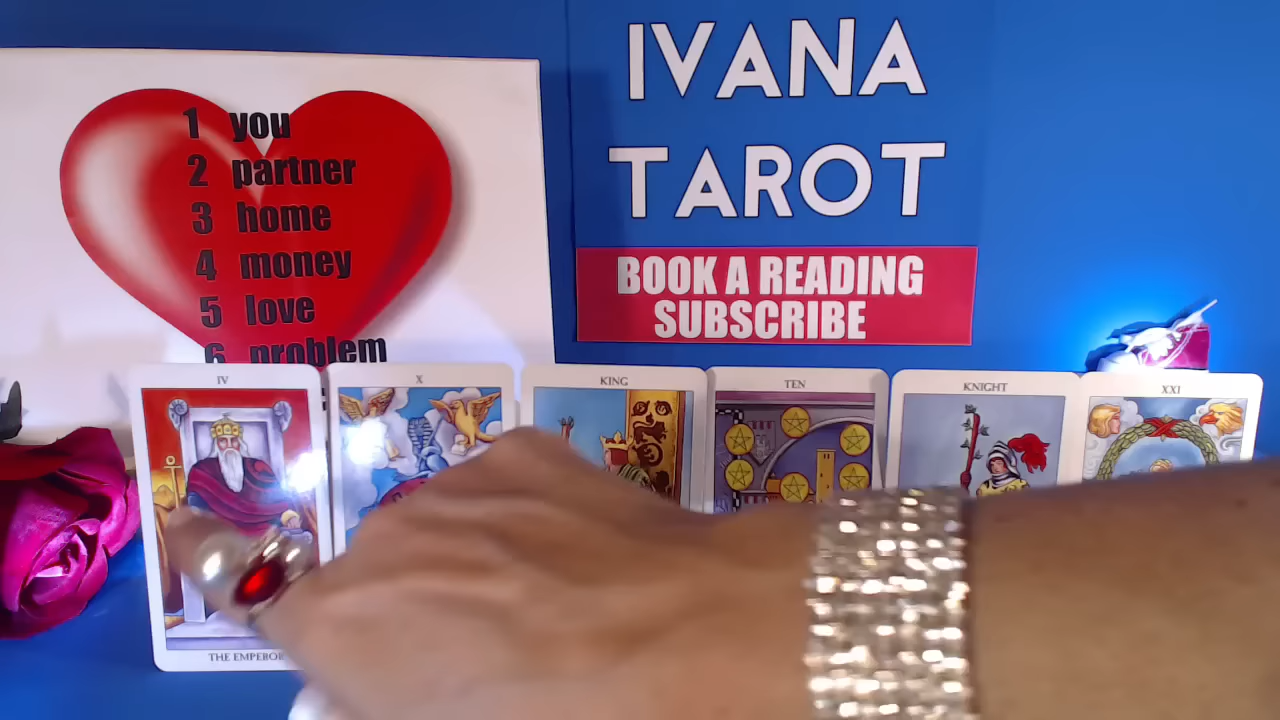 IVANA
TAROT
BOOK A READING
SUBSCRIBE
1 you
2 partner
3 home
4 money
5 love
6 problem
IV
X
KING
TEN
KNIGHT
XXI
THE EMPEROR